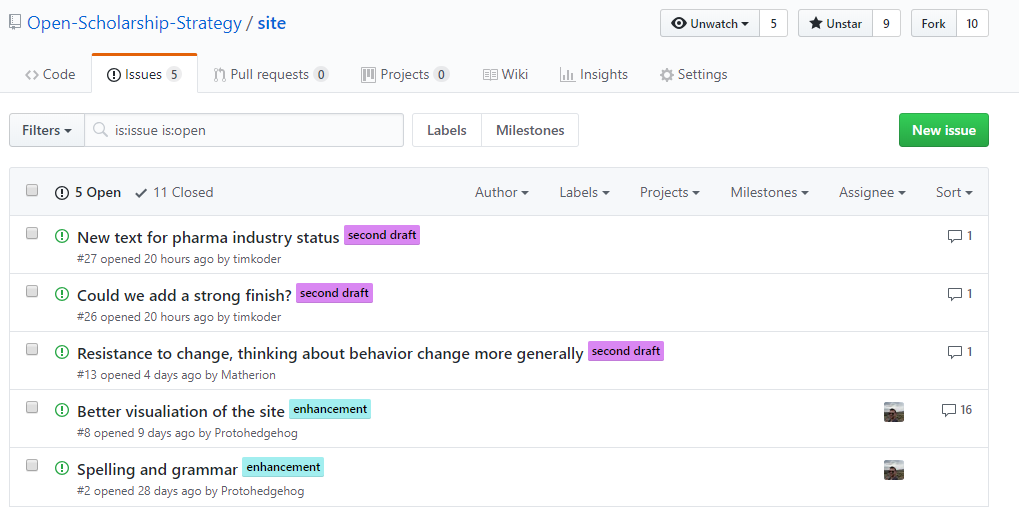 Open-Scholarship-Strategy / site
Unwatch 5 Unstar 9 Fork 10
Code Issues 5 Pull requests 0 Projects 0 Wiki Insights Settings
Filters is:issue is:open Labels Milestones New issue
5 Open 11 Closed Author Labels Projects Milestones Assignee Sort
New text for pharma industry status second draft 1
#27 opened 20 hours ago by timkoder
Could we add a strong finish? second draft 1
#26 opened 20 hours ago by timkoder
Resistance to change, thinking about behavior change more generally second draft 1
#13 opened 4 days ago by Matherion
Better visualiation of the site enhancement 16
#8 opened 9 days ago by Protohedgehog
Spelling and grammar enhancement
#2 opened 28 days ago by Protohedgehog